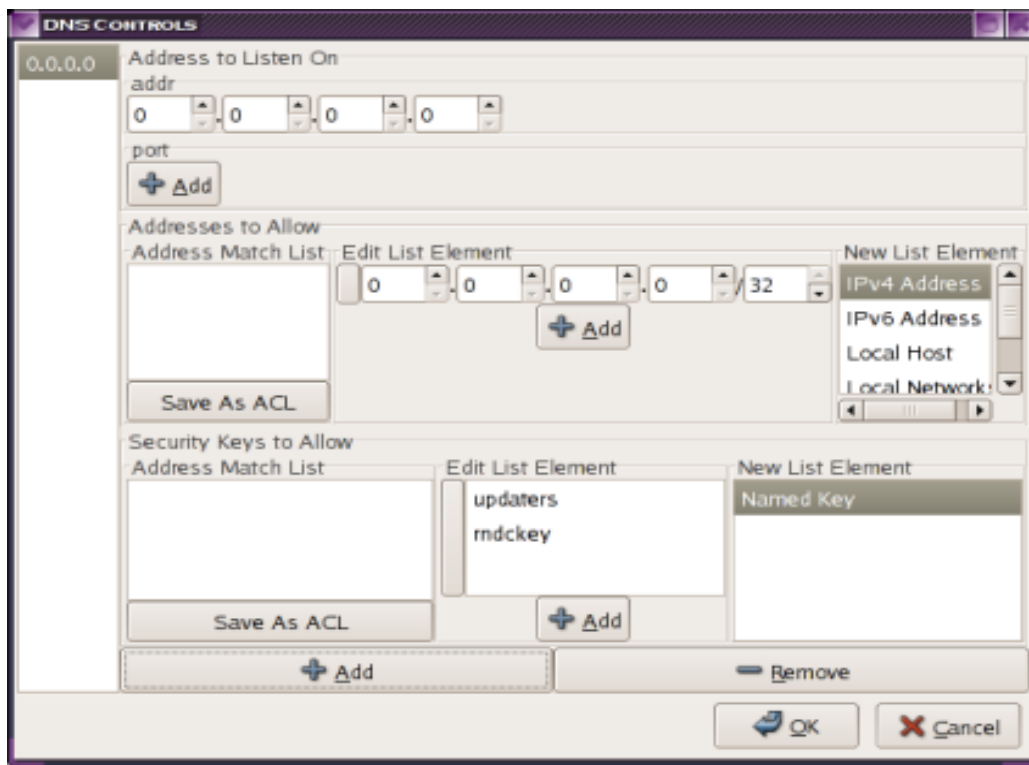 DNS CONTROLS
0.0.0.0
Address to Listen On
addr
0 . 0 . 0 . 0
port
Add
Addresses to Allow
Address Match List Edit List Element New List Element
0 . 0 . 0 . 0 / 32
Add
IPv4 Address
IPv6 Address
Local Host
Local Networks
Save As ACL
Security Keys to Allow
Address Match List Edit List Element New List Element
updaters
rndckey
Named Key
Save As ACL
Add
Add Remove
OK Cancel